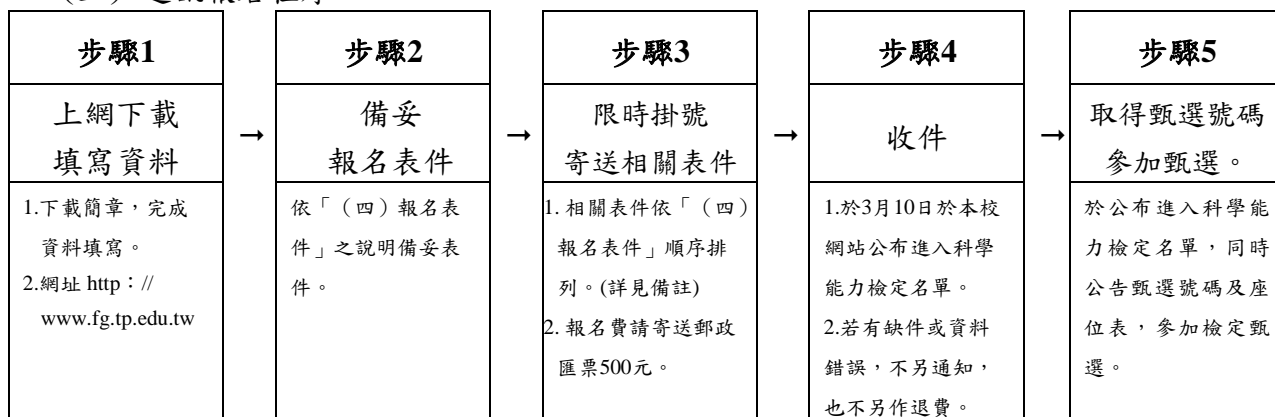 步驟1
上網下載
填寫資料
1.下載簡章,完成
資料填寫。
2.網址 http://
www.fg.tp.edu.tw
→
步驟2
備妥
報名表件
依「(四)報名表
件」之說明備妥表
件。
→
步驟3
限時掛號
寄送相關表件
1. 相關表件依「(四)
報名表件」順序排
列。(詳見備註)
2. 報名費請寄送郵政
匯票500元。
→
步驟4
收件
1.於3月10日於本校
網站公布進入科學
能力檢定名單。
2.若有缺件或資料
錯誤,不另通知,
也不另作退費。
→
步驟5
取得甄選號碼
參加甄選。
於公布進入科學能
力檢定名單,同時
公告甄選號碼及座
位表,參加檢定甄
選。